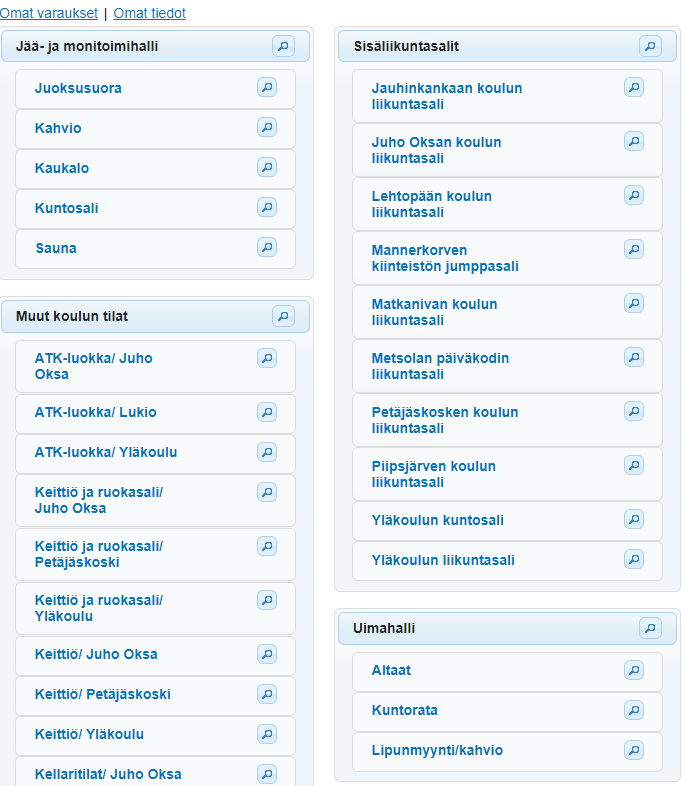 Omat varaukset | Omat tiedot
Jää- ja monitoimihalli
Juoksusuora
Kahvio
Kaukalo
Kuntosali
Sauna
Muut koulun tilat
ATK-luokka/ Juho
Oksa
ATK-luokka/ Lukio
ATK-luokka/ Yläkoulu
Keittiö ja ruokasali/
Juho Oksa
Keittiö ja ruokasali/
Petäjäskoski
Keittiö ja ruokasali/
Yläkoulu
Keittiö/ Juho Oksa
Keittiö/ Petäjäskoski
Keittiö/ Yläkoulu
Kellaritilat/ Juho Oksa
Sisäliikuntasalit
Jauhinkankaan koulun
liikuntasali
Juho Oksan koulun
liikuntasali
Lehtopään koulun
liikuntasali
Mannerkorven
kiinteistön jumppasali
Matkanivan koulun
liikuntasali
Metsolan päiväkodin
liikuntasali
Petäjäskosken koulun
liikuntasali
Piipsjärven koulun
liikuntasali
Yläkoulun kuntosali
Yläkoulun liikuntasali
Uimahalli
Altaat
Kuntorata
Lipunmyynti/kahvio